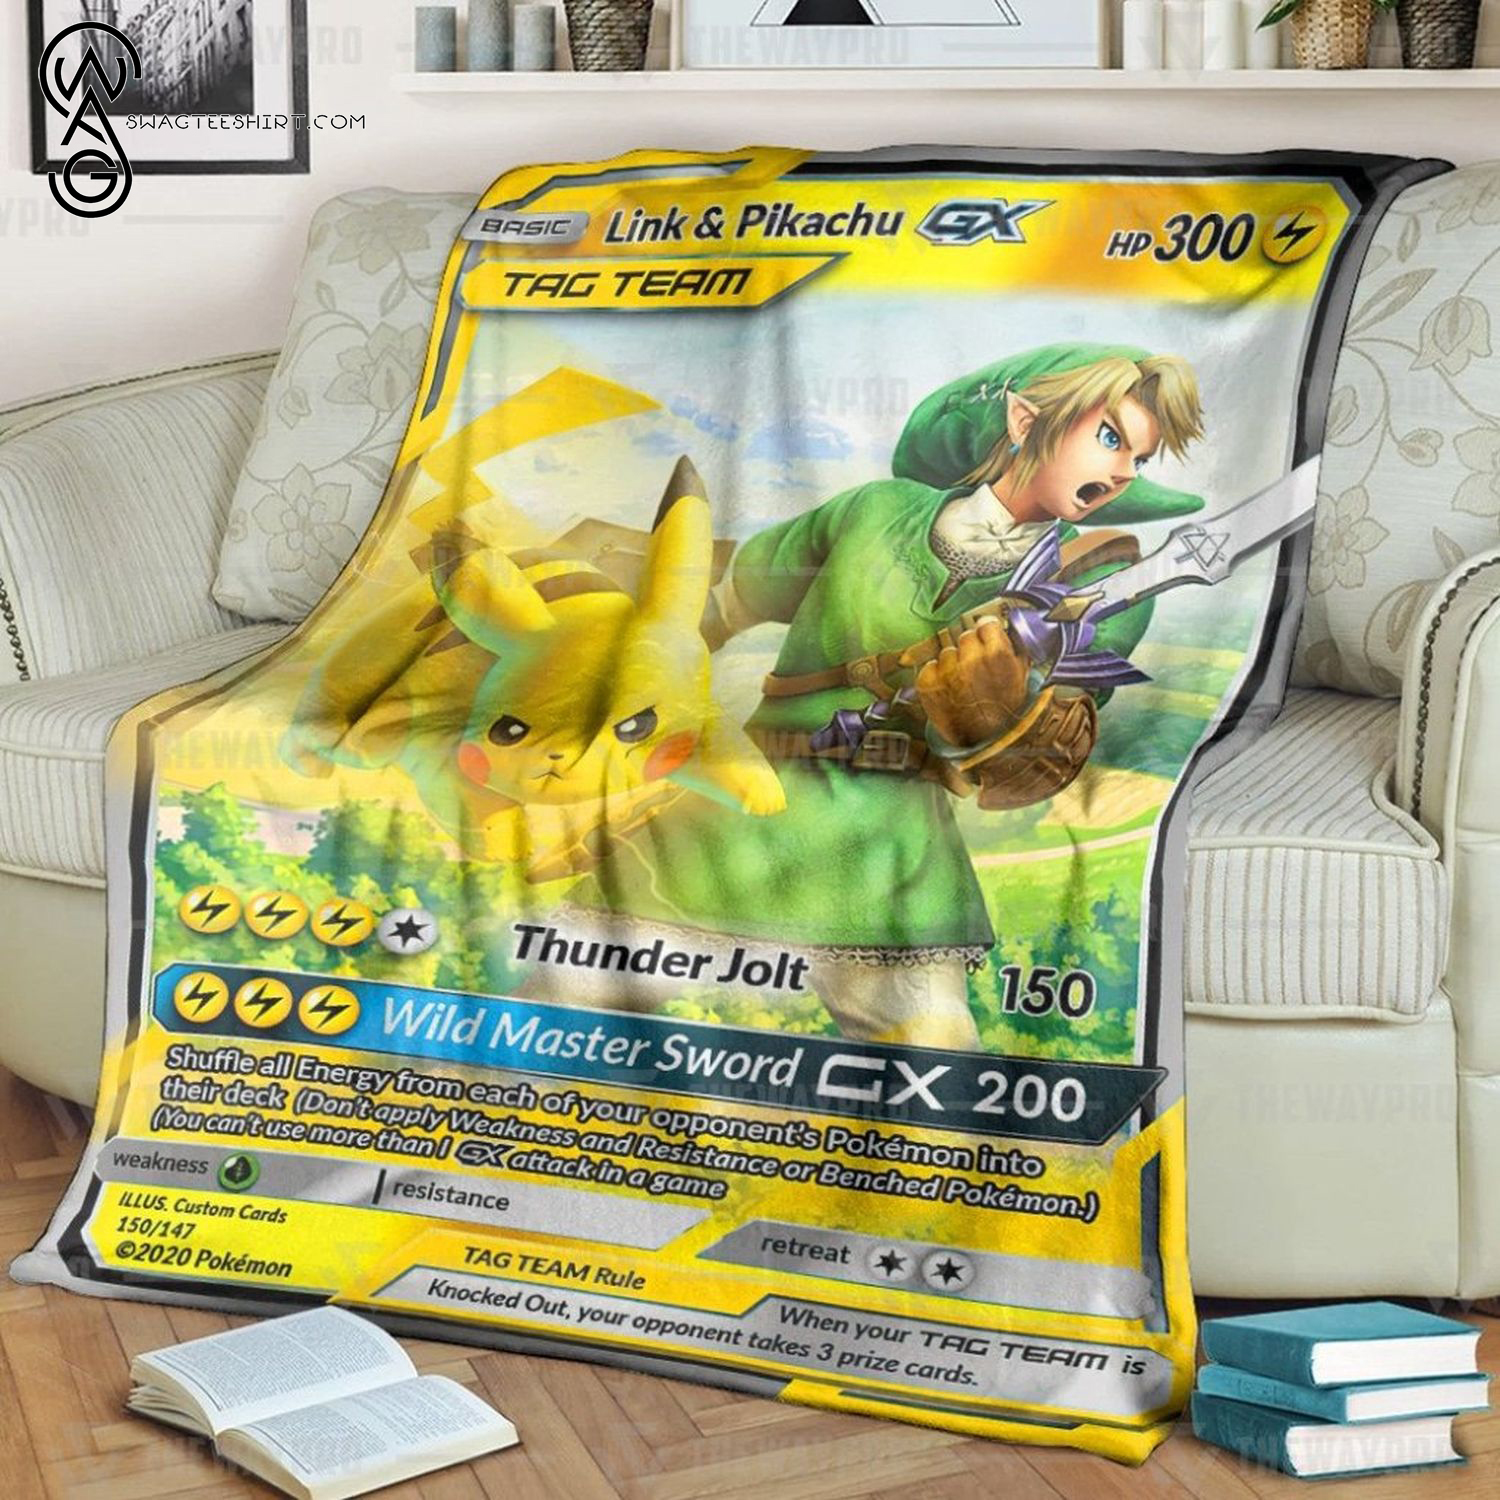 SWAGTEESHIRT.COM
BASIC Link & Pikachu GX HP 300
TAG TEAM
Thunder Jolt 150
Wild Master Sword GX 200
Shuffle all Energy from each of your opponent's Pokémon into
their deck (Don't apply Weakness and Resistance or Benched Pokémon.)
(You can't use more than 1 GX attack in a game
weakness resistance
ILLUS. Custom Cards
150/147
©2020 Pokémon
retreat
TAG TEAM Rule
When your TAG TEAM is
Knocked Out, your opponent takes 3 prize cards.
THEWAYPRO